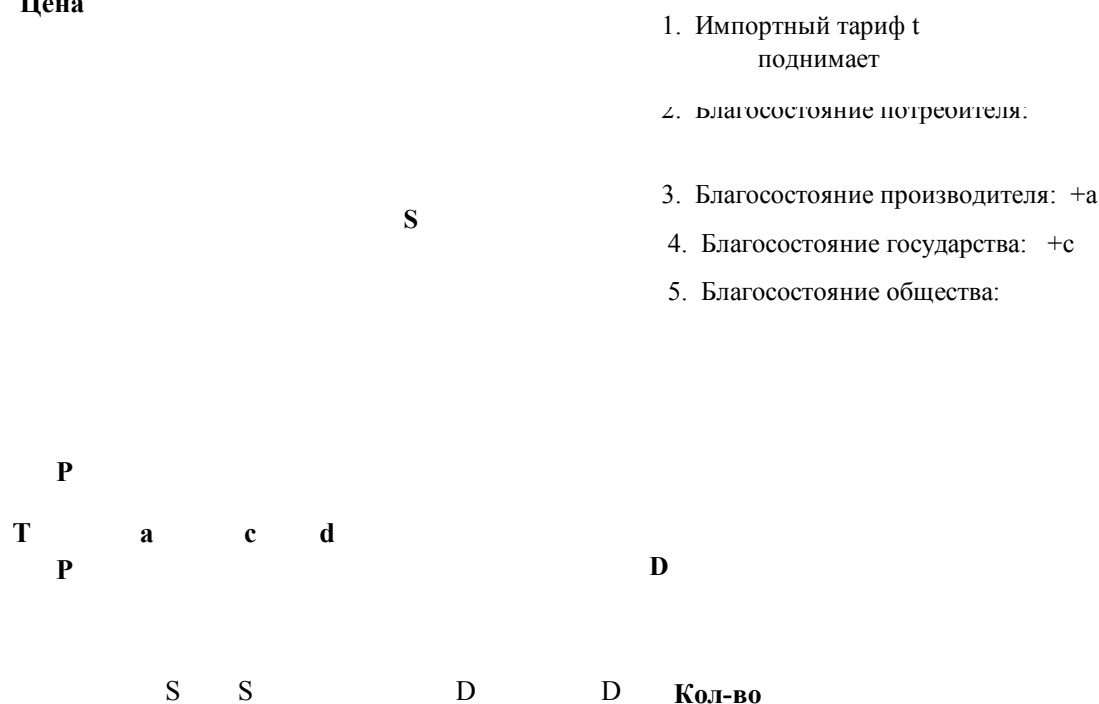 Цена
1. Импортный тариф t
поднимает
2. Благосостояние потребителя:
3. Благосостояние производителя: +a
S
4. Благосостояние государства: +c
5. Благосостояние общества:
P
T a c d
P D
S S D D Кол-во